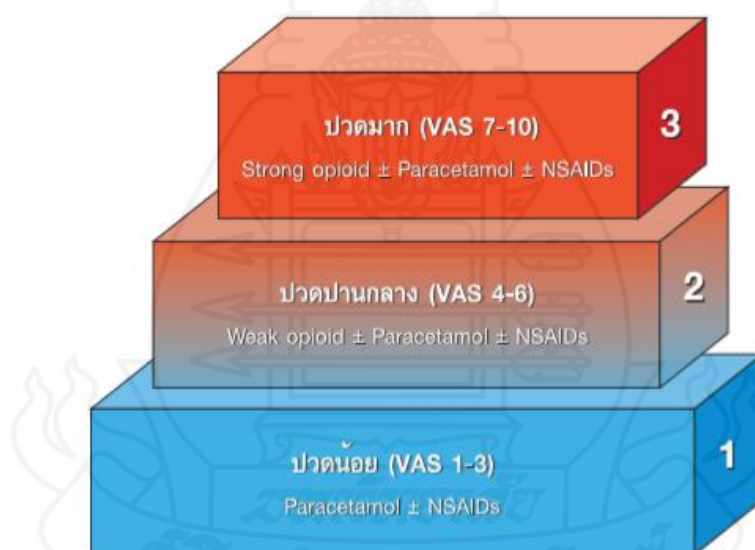 ปวดมาก (VAS 7-10)
Strong opioid ± Paracetamol ± NSAIDs
3
ปวดปานกลาง (VAS 4-6)
Weak opioid ± Paracetamol ± NSAIDs
2
ปวดน้อย (VAS 1-3)
Paracetamol ± NSAIDs
1